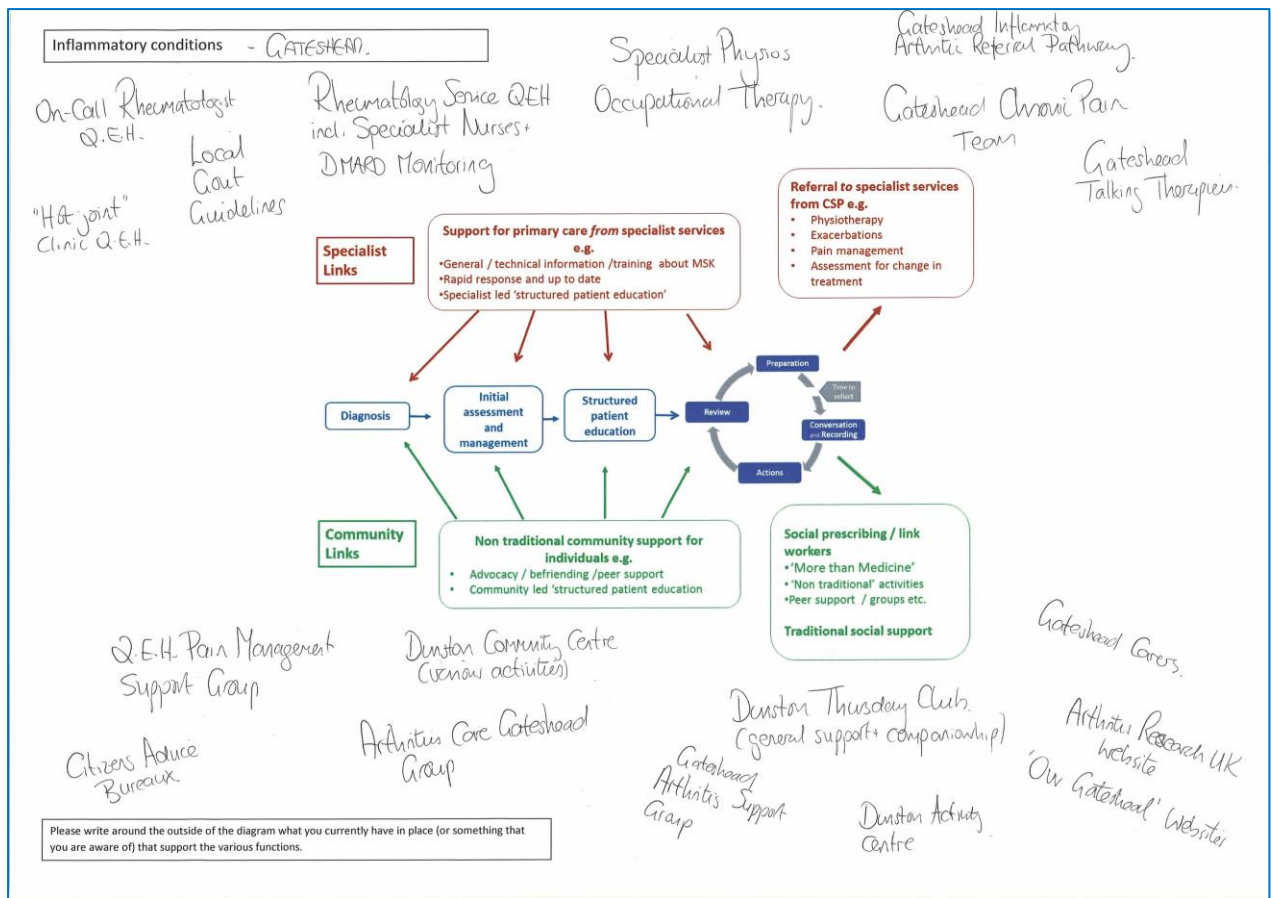 Inflammatory conditions - GATESHEAD.
On-Call Rheumatologist
Q.E.H.
Local
Gout
Guidelines
"Hot joint"
Clinic Q.E.H.
Rheumatology Service QEH
incl. Specialist Nurses +
DMARD Monitoring
Specialist Physios
Occupational Therapy.
Gateshead Inflammatory
Arthritis Referral Pathway.
Gateshead Chronic Pain
Team
Gateshead
Talking Therapies.
Specialist
Links
Support for primary care from specialist services
e.g.
•General / technical information /training about MSK
•Rapid response and up to date
•Specialist led 'structured patient education'
Referral to specialist services
from CSP e.g.
• Physiotherapy
• Exacerbations
• Pain management
• Assessment for change in
treatment
Diagnosis
Initial
assessment
and
management
Structured
patient
education
Preparation
Time to
reflect
Review
Conversation
and Recording
Actions
Community
Links
Non traditional community support for
individuals e.g.
• Advocacy / befriending /peer support
• Community led 'structured patient education
Social prescribing / link
workers
•'More than Medicine'
•'Non traditional' activities
•Peer support / groups etc.
Traditional social support
Q.E.H. Pain Management
Support Group
Dunston Community Centre
(various activities)
Citizens Advice
Bureaux
Arthritis Care Gateshead
Group
Dunston Thursday Club.
(general support + companionship)
Gateshead
Arthritis Support
Group
Dunston Activity
Centre
Gateshead Carers.
Arthritis Research UK
Website
'Our Gateshead' Website
Please write around the outside of the diagram what you currently have in place (or something that
you are aware of) that support the various functions.